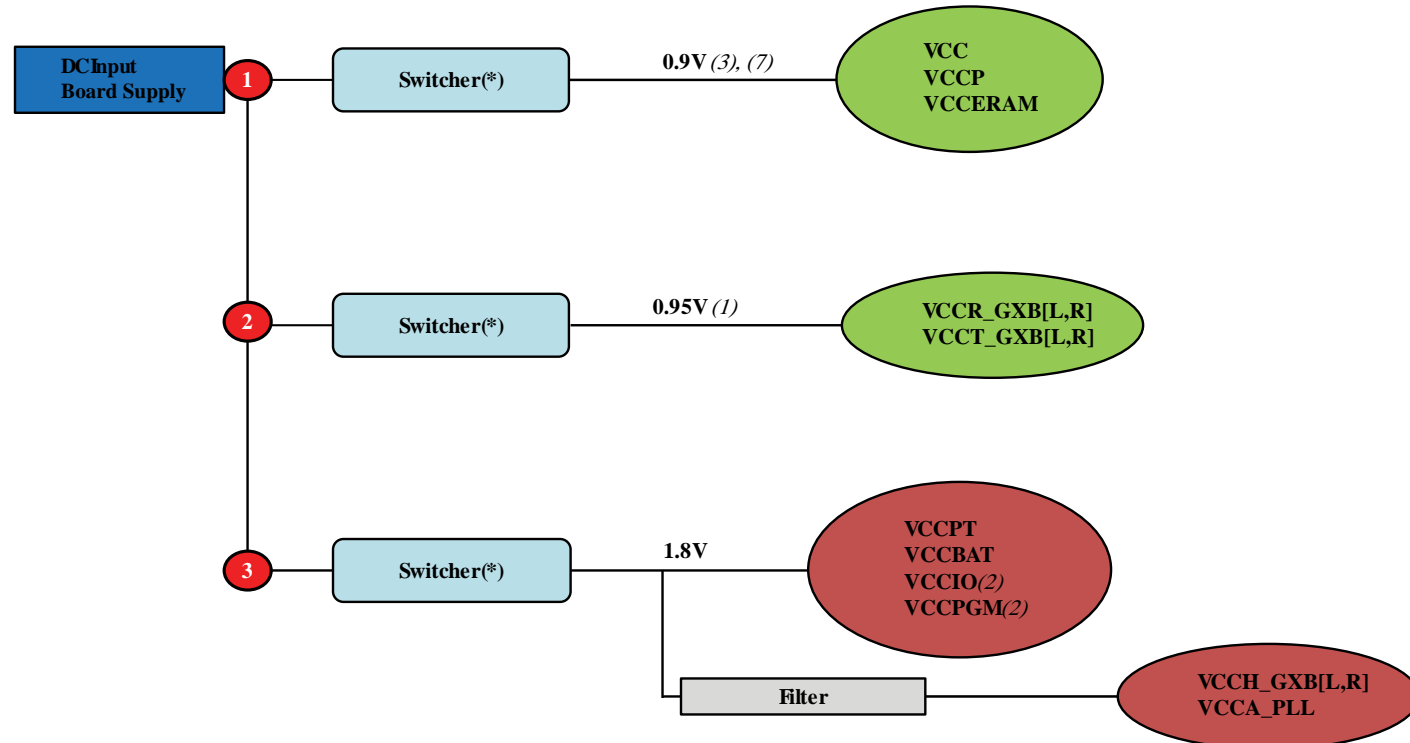 DCInput
Board Supply
1
Switcher(*)
0.9V (3), (7)
VCC
VCCP
VCCERAM
2
Switcher(*)
0.95V (1)
VCCR_GXB[L,R]
VCCT_GXB[L,R]
3
Switcher(*)
1.8V
VCCPT
VCCBAT
VCCIO(2)
VCCPGM(2)
Filter
VCCH_GXB[L,R]
VCCA_PLL